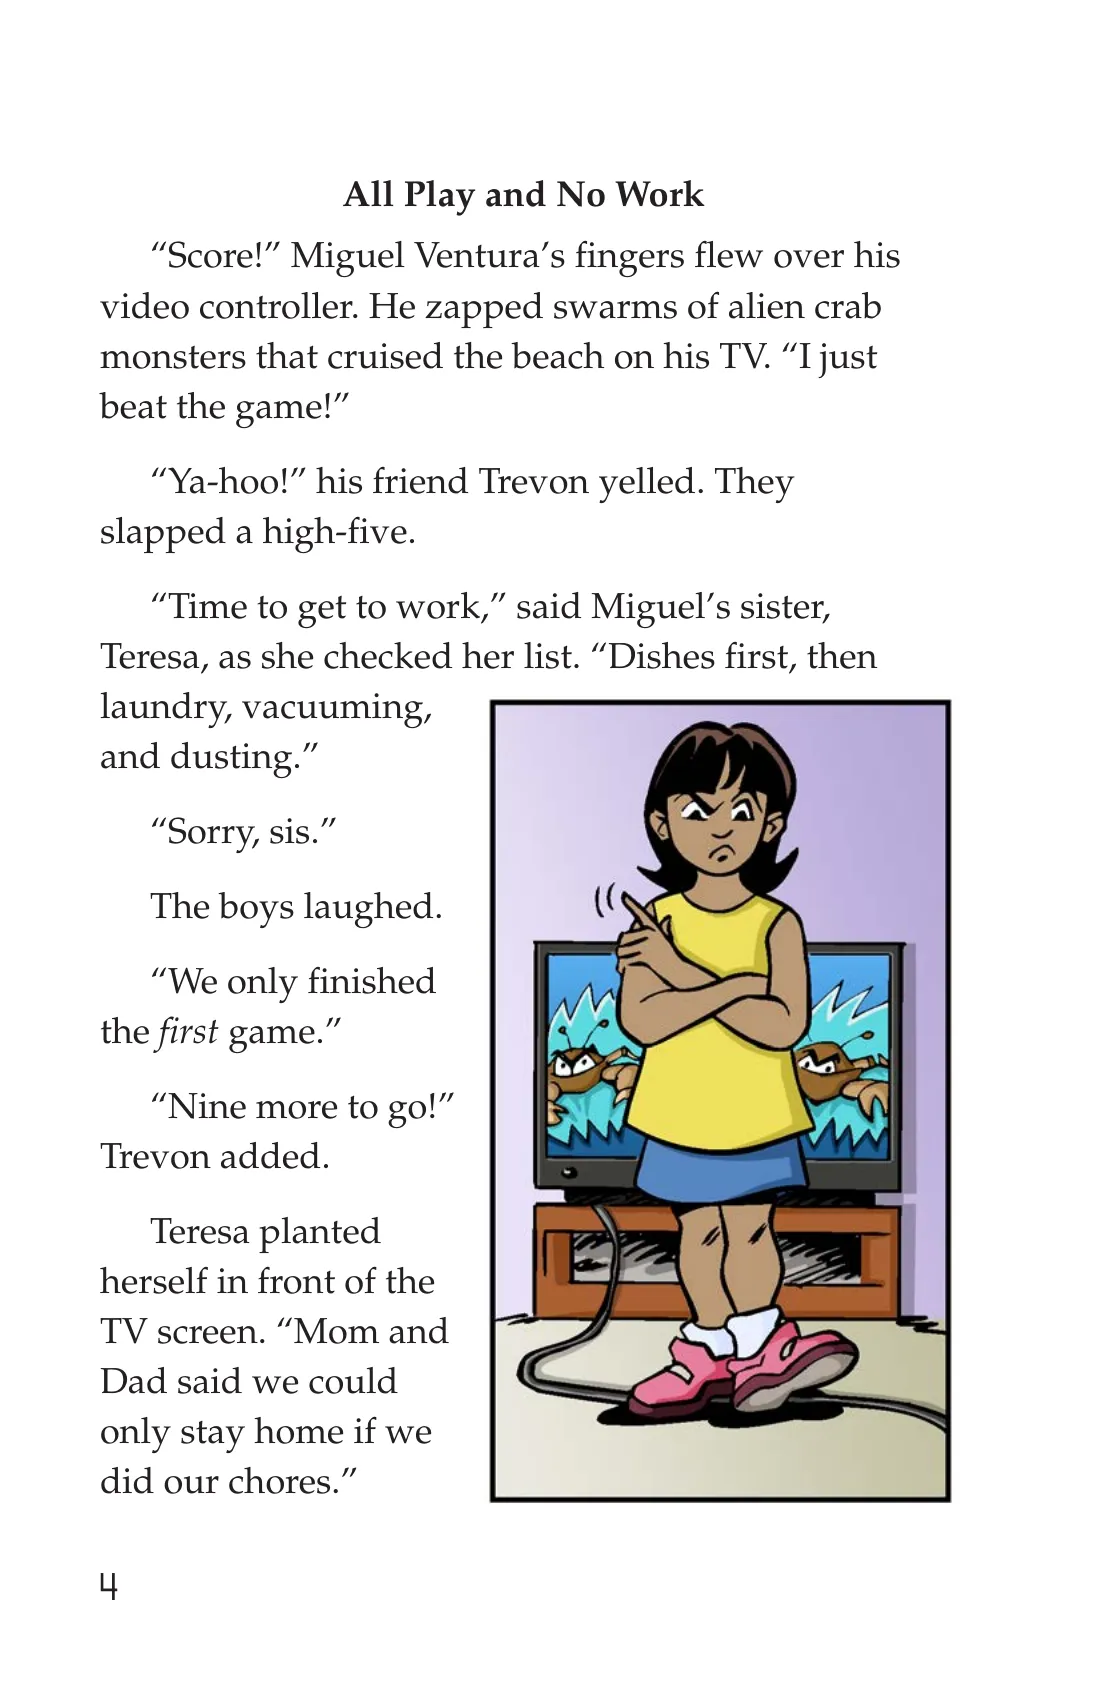 All Play and No Work
“Score!” Miguel Ventura’s fingers flew over his
video controller. He zapped swarms of alien crab
monsters that cruised the beach on his TV. “I just
beat the game!”
“Ya-hoo!” his friend Trevon yelled. They
slapped a high-five.
“Time to get to work,” said Miguel’s sister,
Teresa, as she checked her list. “Dishes first, then
laundry, vacuuming,
and dusting.”
“Sorry, sis.”
The boys laughed.
“We only finished
the first game.”
“Nine more to go!”
Trevon added.
Teresa planted
herself in front of the
TV screen. “Mom and
Dad said we could
only stay home if we
did our chores.”
4